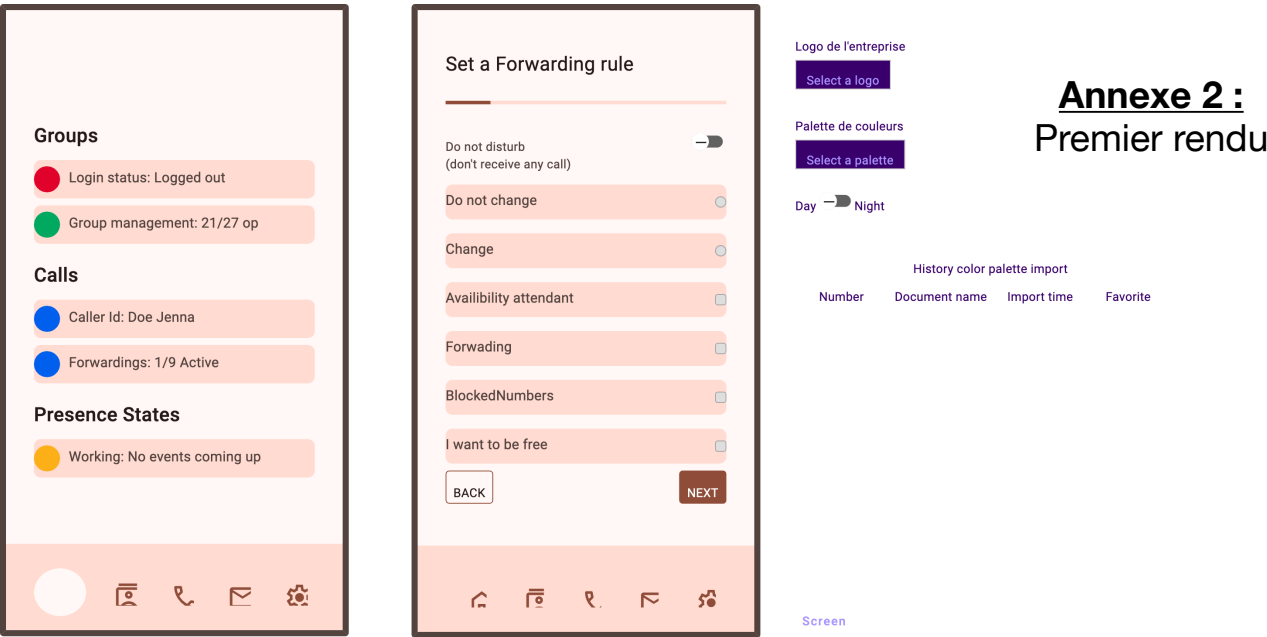 Groups
Login status: Logged out
Group management: 21/27 op
Calls
Caller Id: Doe Jenna
Forwardings: 1/9 Active
Presence States
Working: No events coming up
Set a Forwarding rule
Do not disturb
(don't receive any call)
Do not change
Change
Availibility attendant
Forwading
BlockedNumbers
I want to be free
BACK
NEXT
Logo de l'entreprise
Select a logo
Palette de couleurs
Select a palette
Day Night
History color palette import
Number Document name Import time Favorite
Screen
Annexe 2 :
Premier rendu